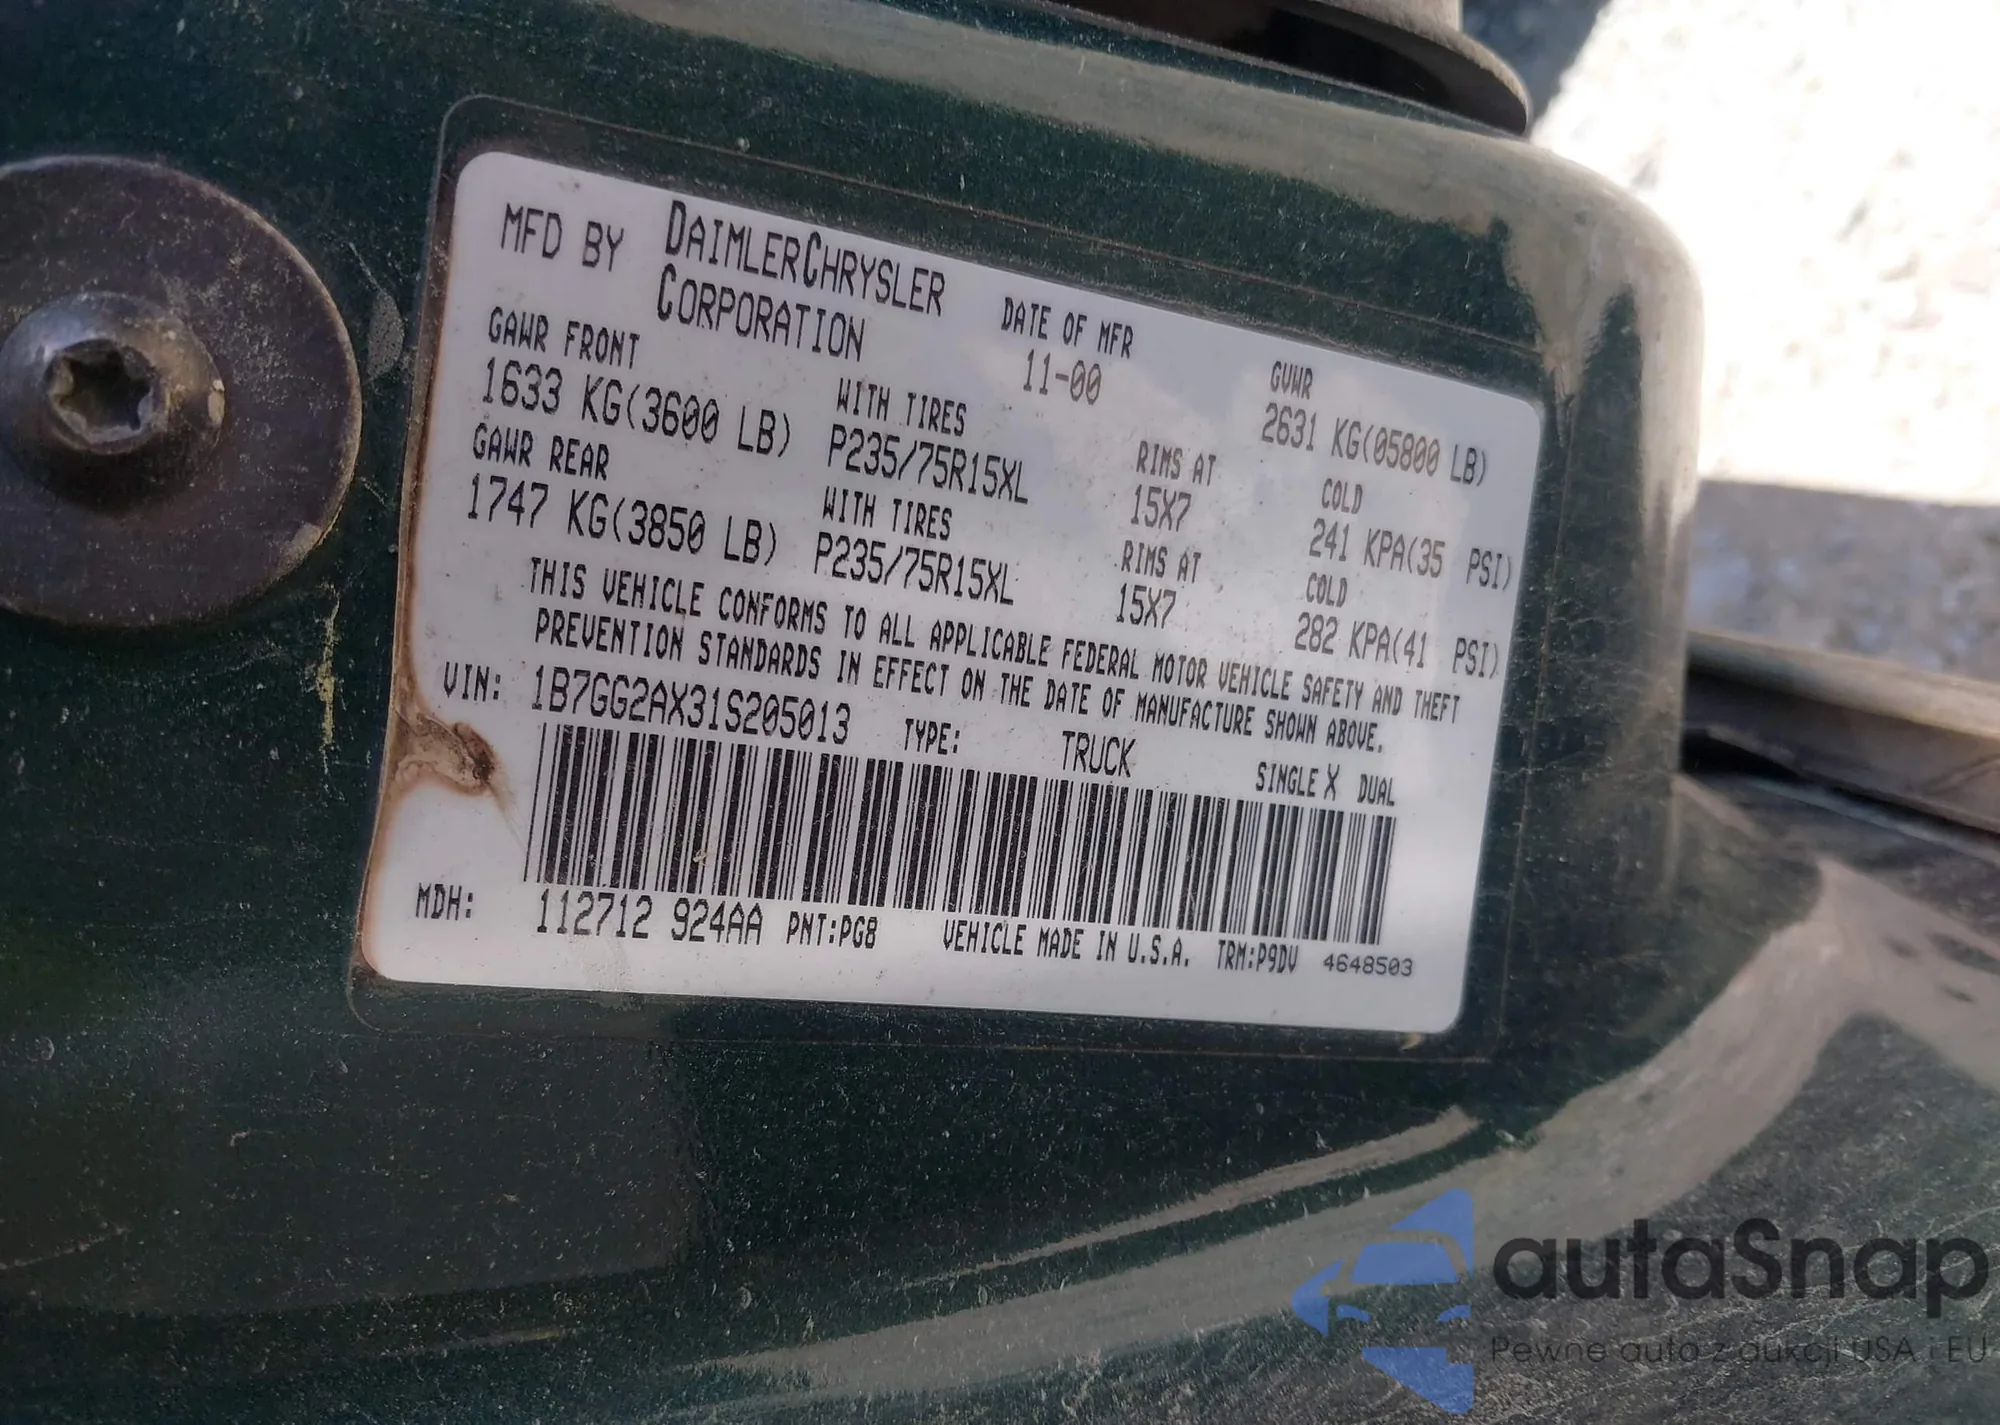 MFD BY DAIMLERCHRYSLER CORPORATION
DATE OF MFR 11-00
GVWR 2631 KG(05800 LB)
GAWR FRONT
1633 KG(3600 LB)
WITH TIRES
P235/75R15XL
RIMS AT
15X7
COLD
241 KPA(35 PSI)
GAWR REAR
1747 KG(3850 LB)
WITH TIRES
P235/75R15XL
RIMS AT
15X7
COLD
282 KPA(41 PSI)
THIS VEHICLE CONFORMS TO ALL APPLICABLE FEDERAL MOTOR VEHICLE SAFETY AND THEFT
PREVENTION STANDARDS IN EFFECT ON THE DATE OF MANUFACTURE SHOWN ABOVE.
VIN: 1B7GG2AX31S205013 TYPE: TRUCK SINGLE X DUAL
MDH: 112712 924AA PNT:PG8 VEHICLE MADE IN U.S.A. TRM:P9DV 4648503
autaSnap
Pewne auto z aukcji USA i EU